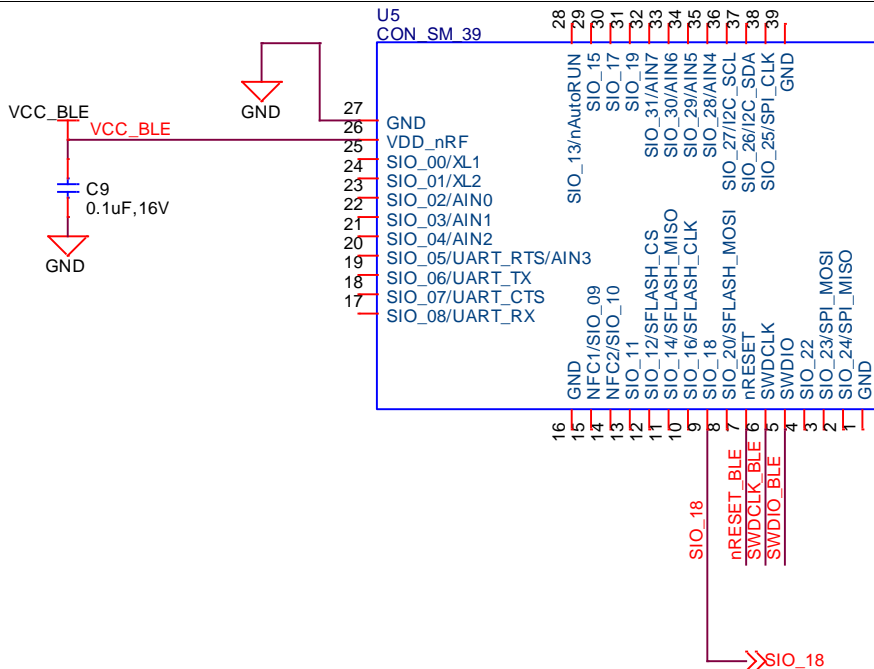 U5
CON_SM_39
28
29
30
31
32
33
34
35
36
37
38
39
SIO_13/nAutoRUN
SIO_15
SIO_17
SIO_19
SIO_31/AIN7
SIO_30/AIN6
SIO_29/AIN5
SIO_28/AIN4
SIO_27/I2C_SCL
SIO_26/I2C_SDA
SIO_25/SPI_CLK
GND
GND
VCC_BLE
VCC_BLE
C9
0.1uF,16V
GND
27
GND
26
VDD_nRF
25
SIO_00/XL1
24
SIO_01/XL2
23
SIO_02/AIN0
22
SIO_03/AIN1
21
SIO_04/AIN2
20
SIO_05/UART_RTS/AIN3
19
SIO_06/UART_TX
18
SIO_07/UART_CTS
17
SIO_08/UART_RX
GND
NFC1/SIO_09
NFC2/SIO_10
SIO_11
SIO_12/SFLASH_CS
SIO_14/SFLASH_MISO
SIO_16/SFLASH_CLK
SIO_18
SIO_20/SFLASH_MOSI
nRESET
SWDCLK
SWDIO
SIO_22
SIO_23/SPI_MOSI
SIO_24/SPI_MISO
GND
16
15
14
13
12
11
10
9
8
7
6
5
4
3
2
1
SIO_18
nRESET_BLE
SWDCLK_BLE
SWDIO_BLE
SIO_18